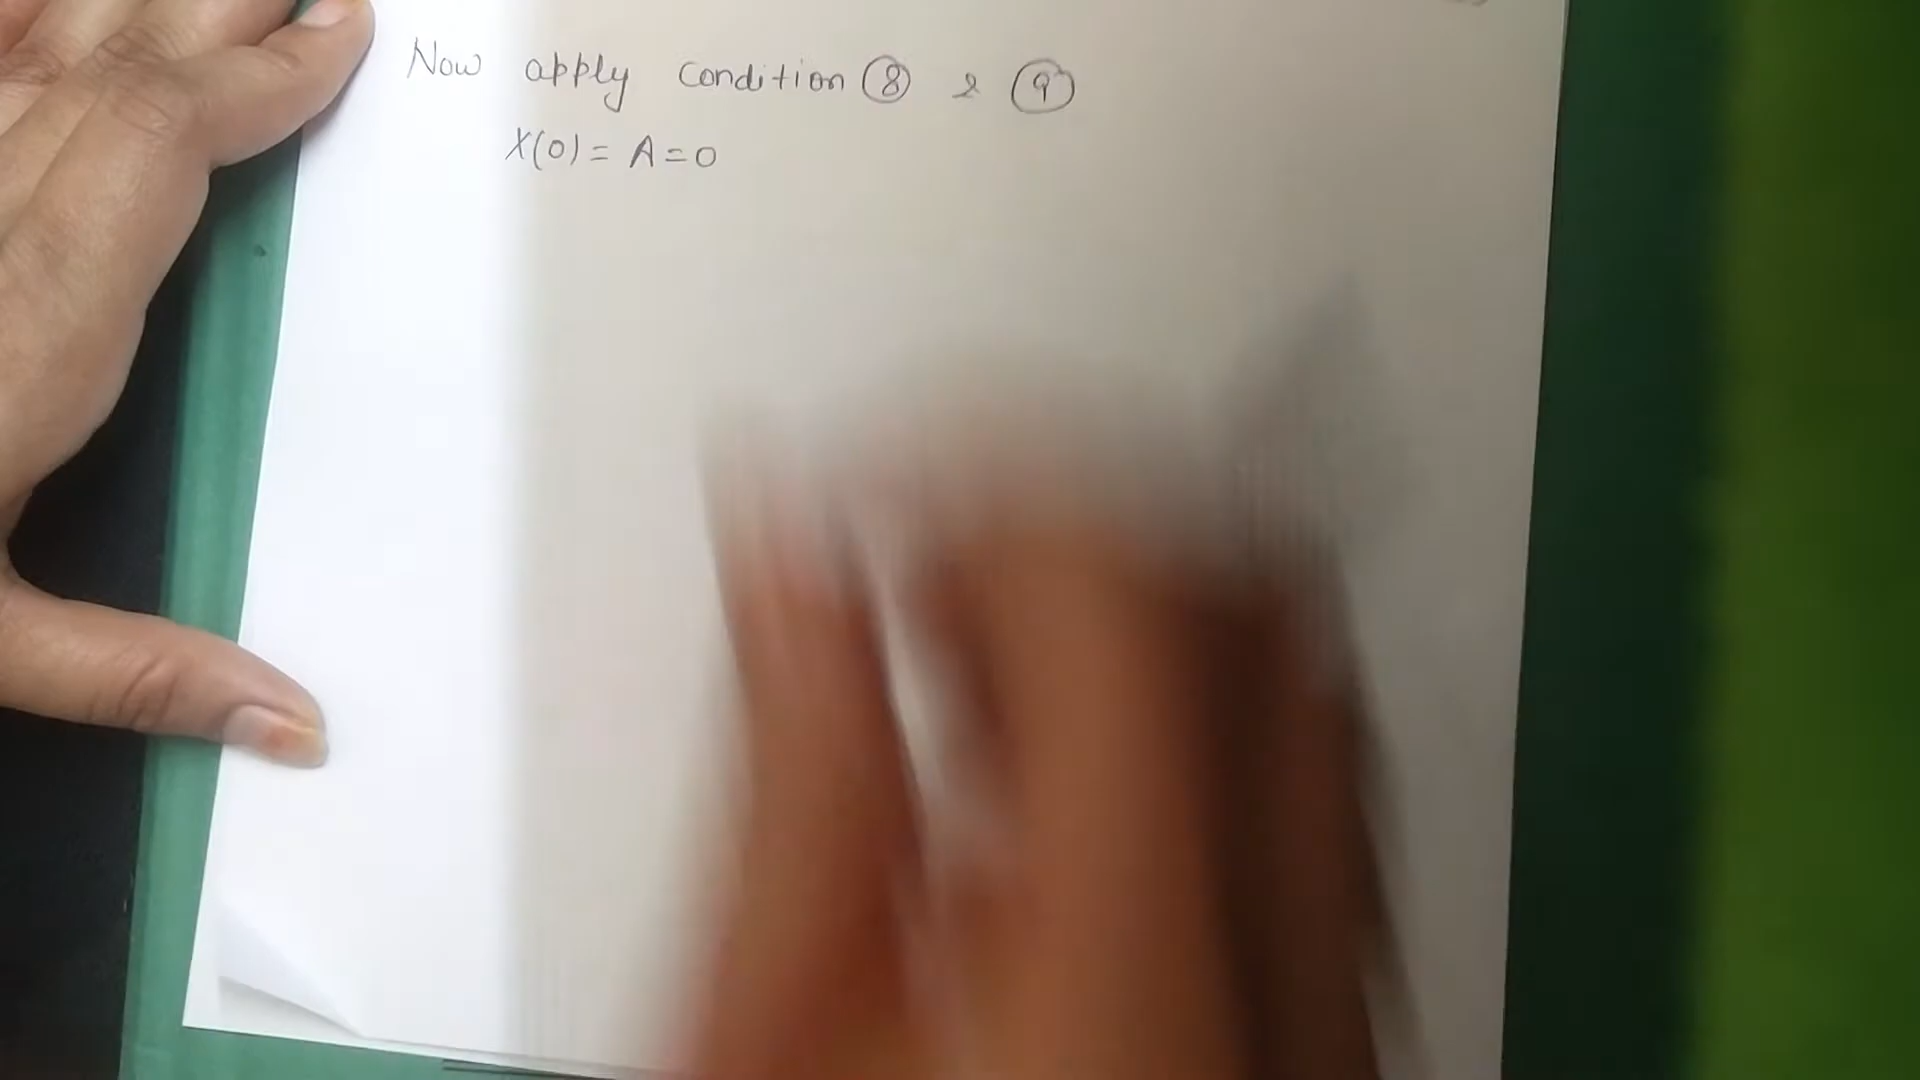 Now apply condition ⑧ & ⑨
X(0) = A = 0